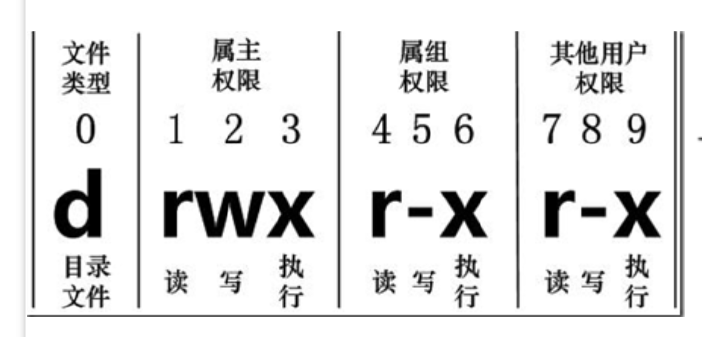 文件 属主 属组 其他用户
类型 权限 权限 权限
0 1 2 3 4 5 6 7 8 9
d rwx r-x r-x
目录 读 写 执 读 写 执 读 写 执
文件 行 行 行